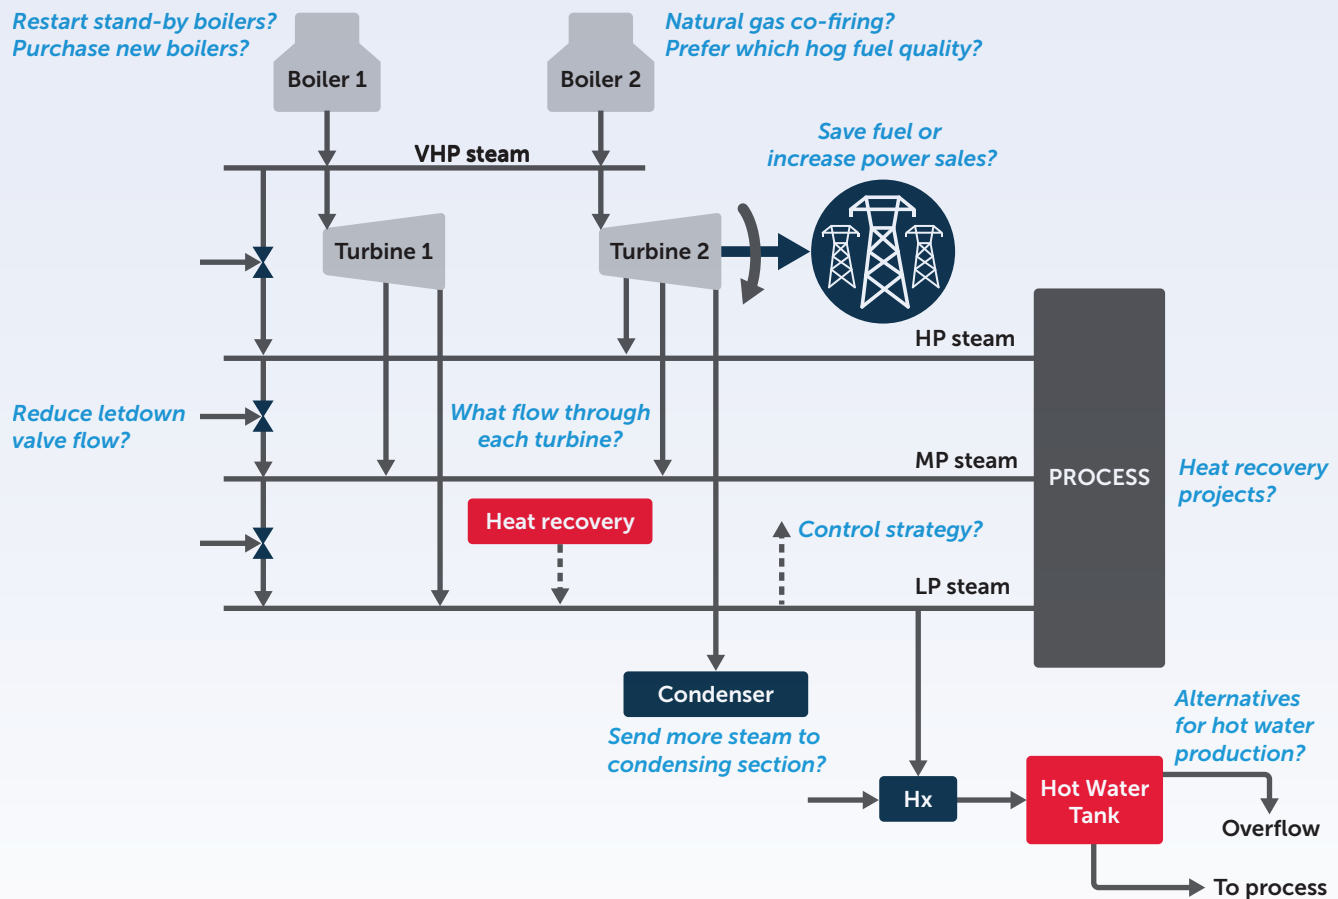 Restart stand-by boilers?
Purchase new boilers?
Boiler 1
Boiler 2
Natural gas co-firing?
Prefer which hog fuel quality?
VHP steam
Save fuel or
increase power sales?
Turbine 1
Turbine 2
HP steam
Reduce letdown
valve flow?
What flow through
each turbine?
MP steam
PROCESS
Heat recovery
projects?
Heat recovery
Control strategy?
LP steam
Condenser
Send more steam to
condensing section?
Alternatives
for hot water
production?
Hx
Hot Water
Tank
Overflow
To process